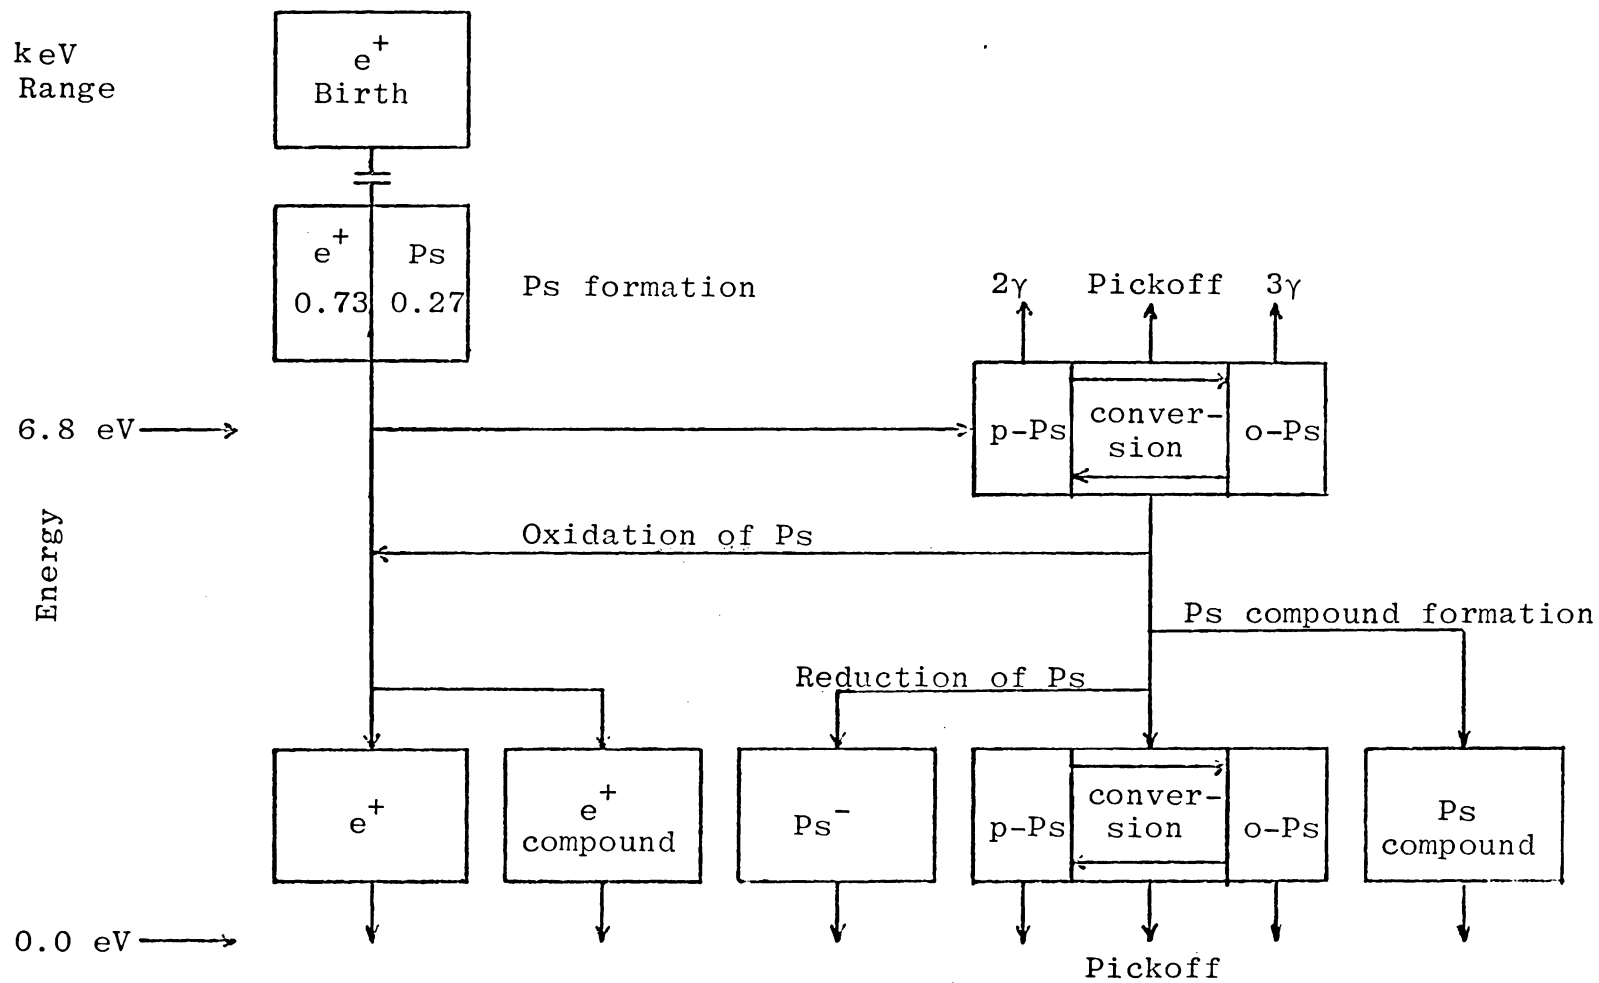 keV
Range
e+
Birth
e+
0.73
Ps
0.27
Ps formation
2γ
Pickoff
3γ
6.8 eV
p-Ps
conver-
sion
o-Ps
Energy
Oxidation of Ps
Ps compound formation
Reduction of Ps
e+
e+
compound
Ps-
p-Ps
conver-
sion
o-Ps
Ps
compound
0.0 eV
Pickoff